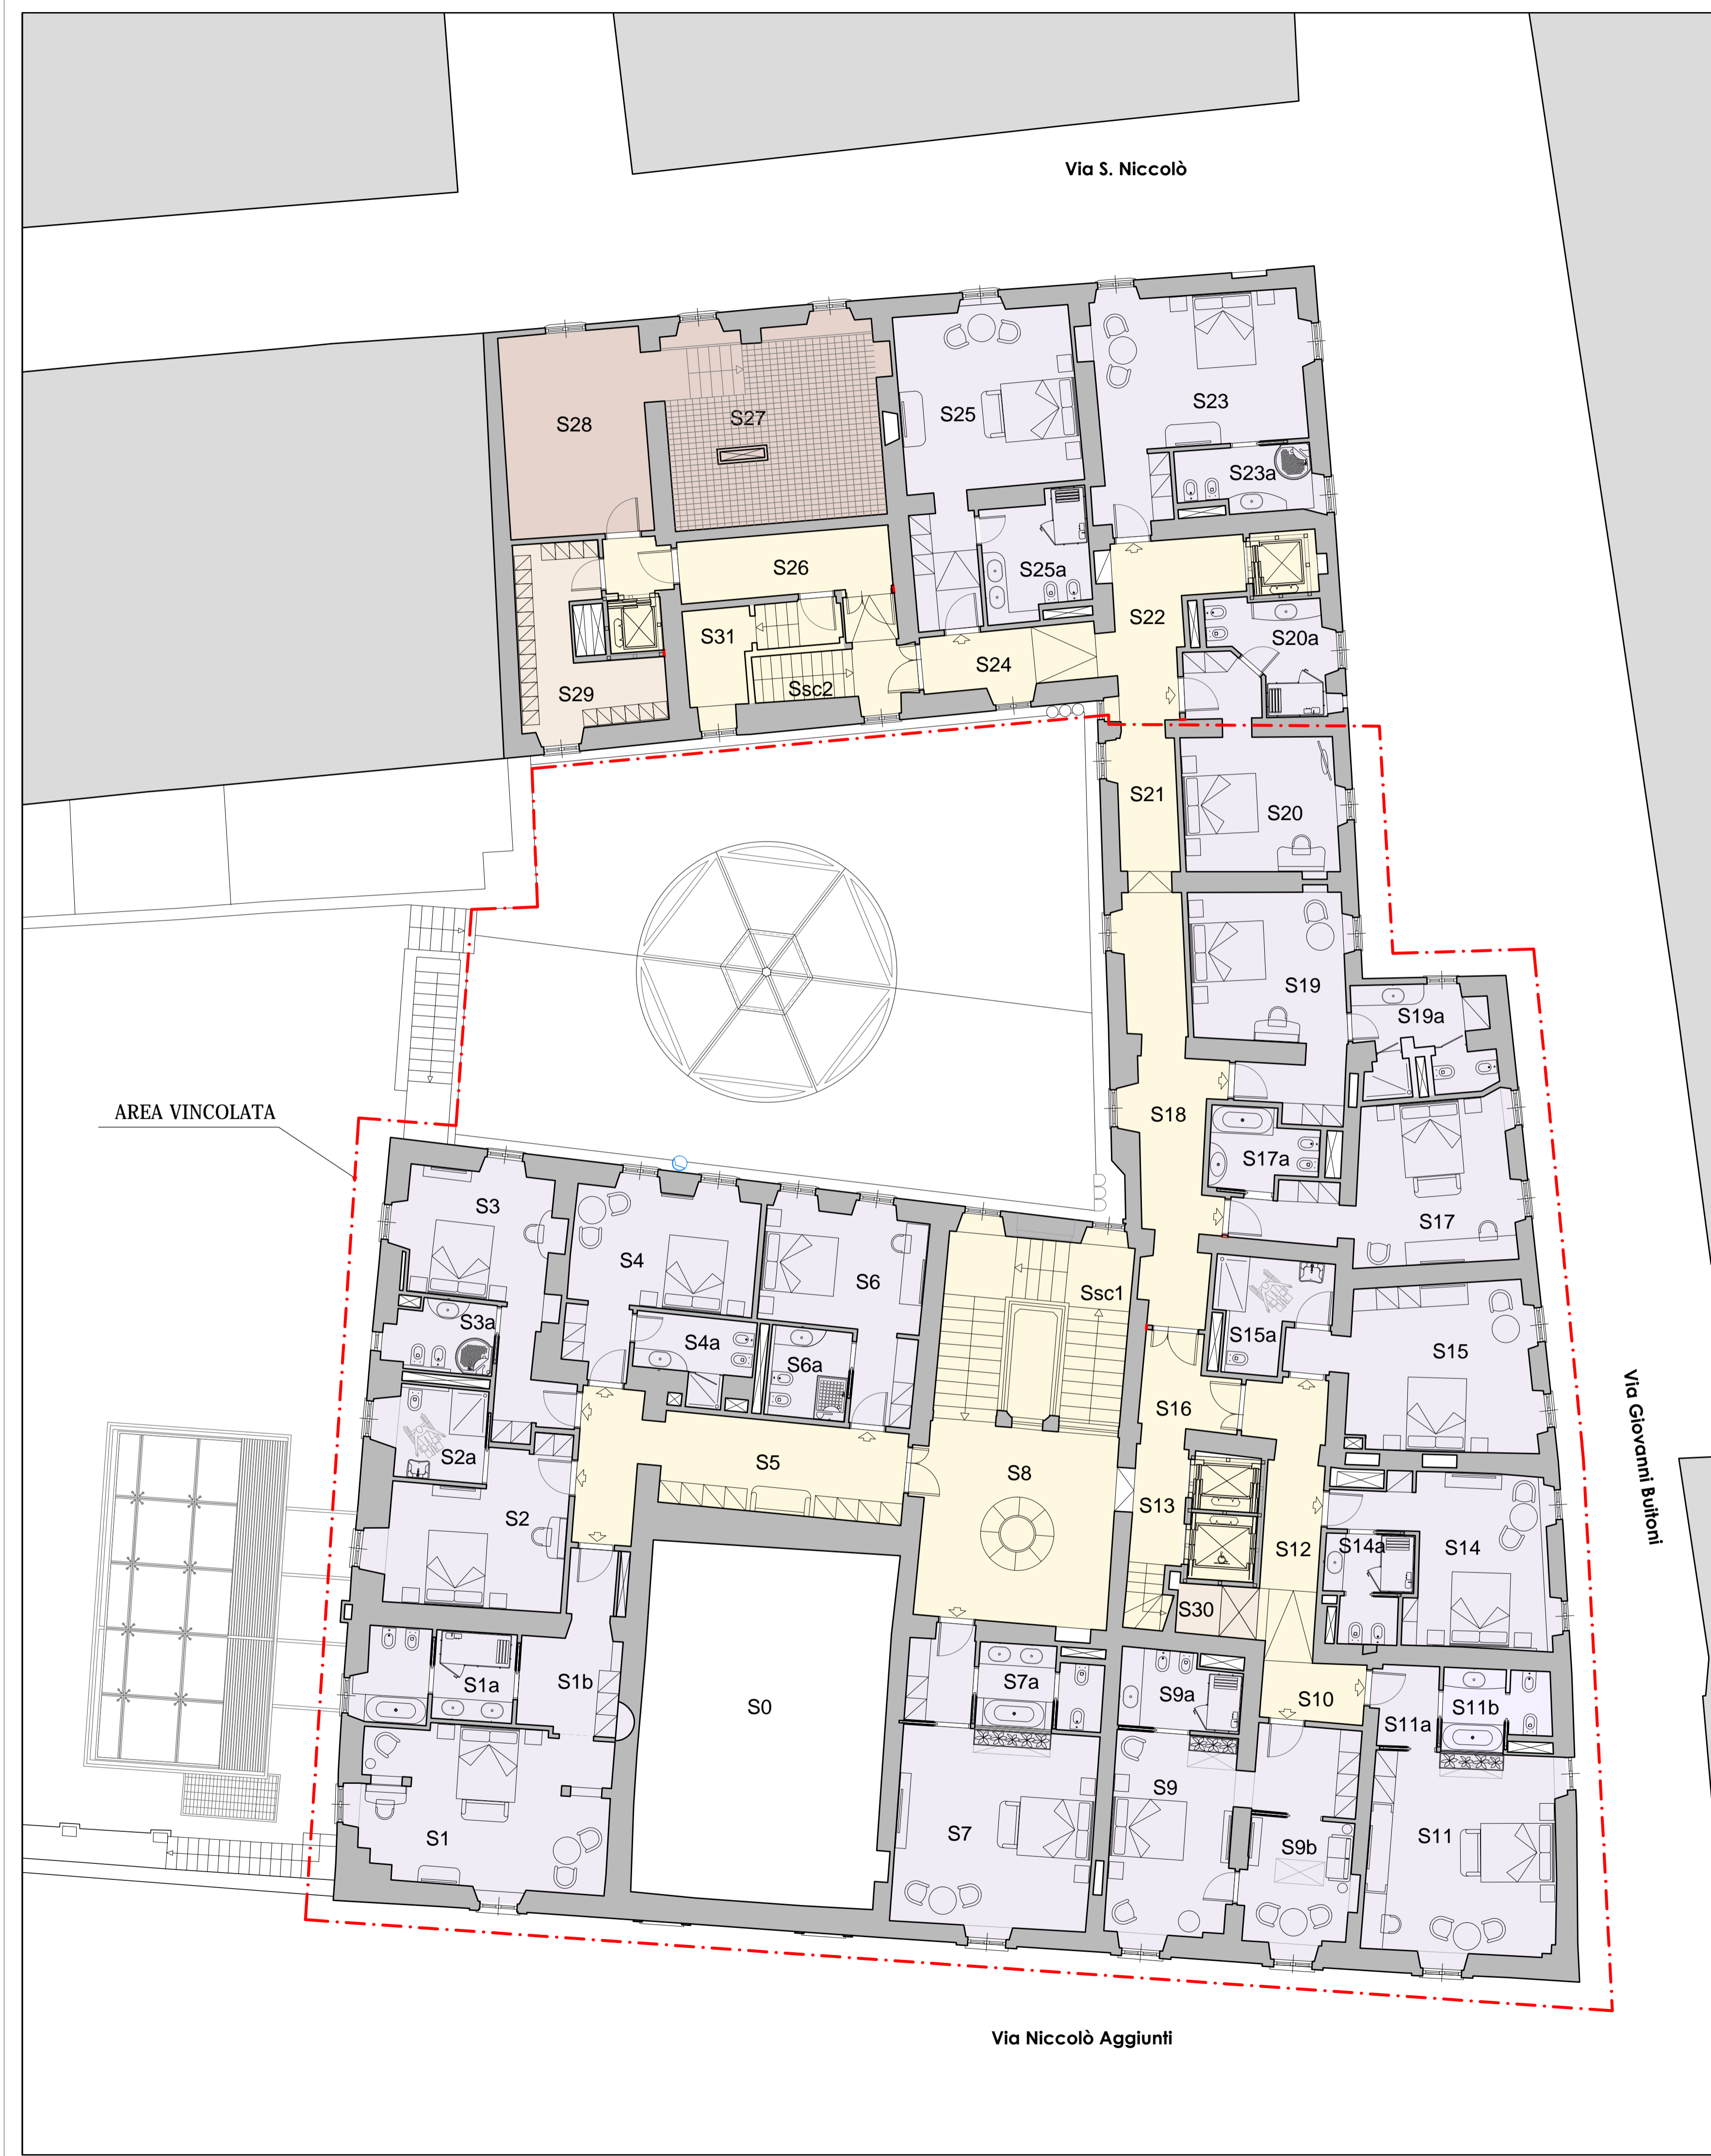 Via S. Niccolò
S28
S27
S25
S23
S23a
S26
S25a
S31
S22
S20a
S24
S29
Ssc2
S21
S20
S19
S19a
AREA VINCOLATA
S18
S17a
S3
S17
S4
S6
Ssc1
S3a
S4a
S6a
S15a
S15
S16
Via Giovanni Buitoni
S2a
S5
S8
S2
S13
S12
S14a
S14
S30
S1a
S1b
S7a
S9a
S10
S11a
S11b
S0
S9
S1
S7
S9b
S11
Via Niccolò Aggiunti